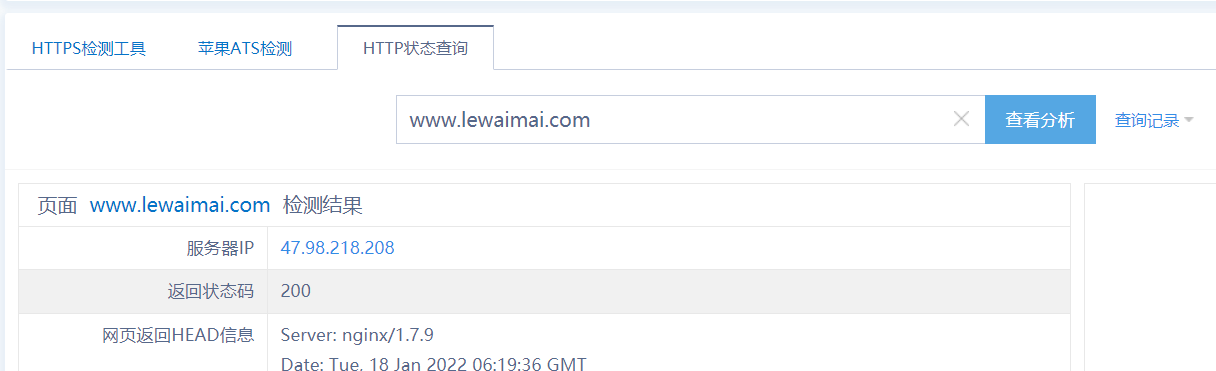 HTTPS检测工具 苹果ATS检测 HTTP状态查询
www.lewaimai.com 查看分析 查询记录
页面 www.lewaimai.com 检测结果
服务器IP 47.98.218.208
返回状态码 200
网页返回HEAD信息 Server: nginx/1.7.9
Date: Tue, 18 Jan 2022 06:19:36 GMT